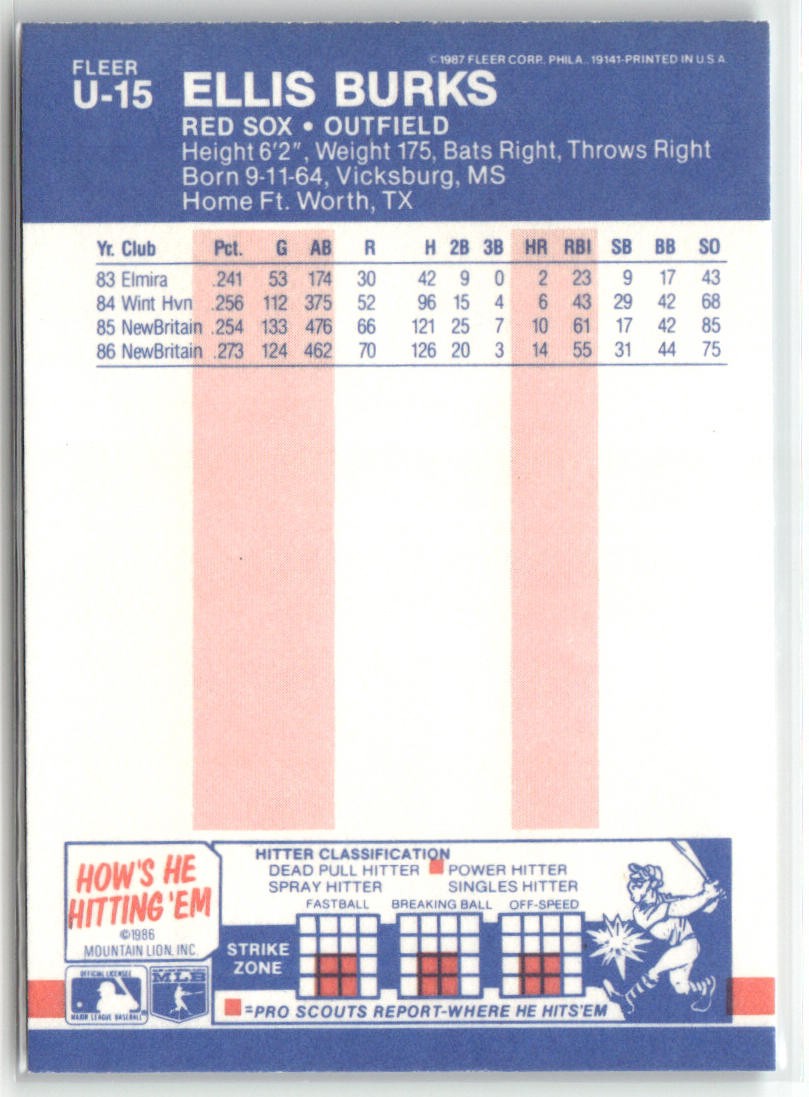 FLEER
U-15
©1987 FLEER CORP. PHILA., 19141-PRINTED IN U.S.A.
ELLIS BURKS
RED SOX • OUTFIELD
Height 6'2", Weight 175, Bats Right, Throws Right
Born 9-11-64, Vicksburg, MS
Home Ft. Worth, TX
Yr. Club Pct. G AB R H 2B 3B HR RBI SB BB SO
83 Elmira .241 53 174 30 42 9 0 2 23 9 17 43
84 Wint Hvn .256 112 375 52 96 15 4 6 43 29 42 68
85 NewBritain .254 133 476 66 121 25 7 10 61 17 42 85
86 NewBritain .273 124 462 70 126 20 3 14 55 31 44 75
HOW'S HE
HITTING 'EM
©1986
MOUNTAIN LION, INC.
HITTER CLASSIFICATION
DEAD PULL HITTER POWER HITTER
SPRAY HITTER SINGLES HITTER
FASTBALL BREAKING BALL OFF-SPEED
STRIKE
ZONE
=PRO SCOUTS REPORT-WHERE HE HITS'EM
OFFICIAL LICENSEE
MAJOR LEAGUE BASEBALL
MLB